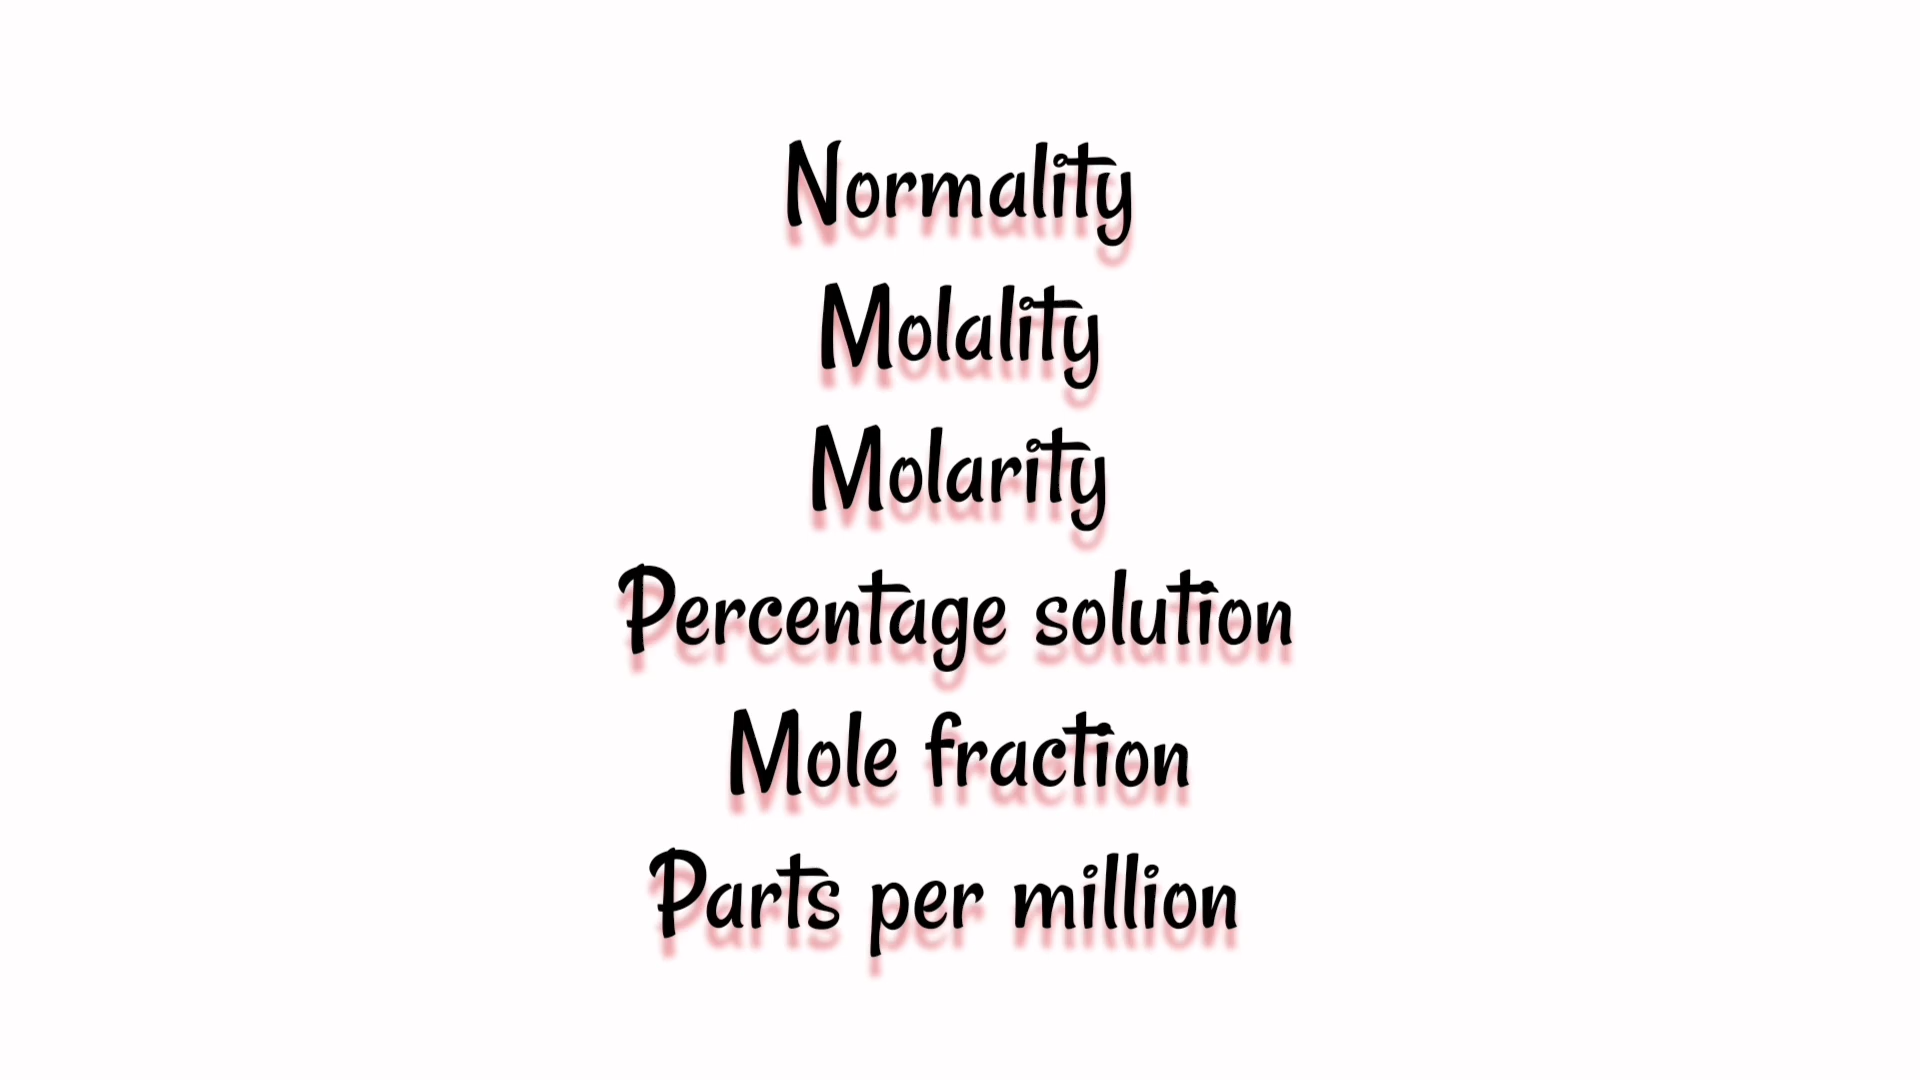 Normality
Molality
Molarity
Percentage solution
Mole fraction
Parts per million